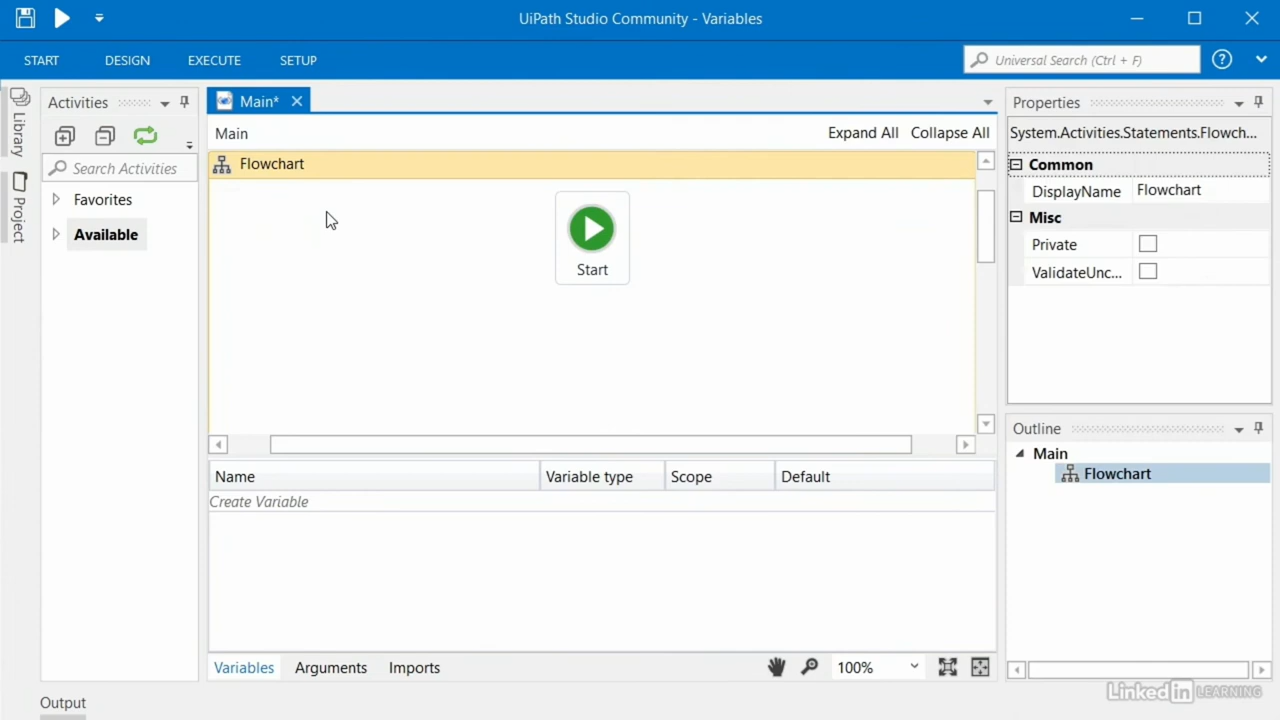 UiPath Studio Community - Variables
START DESIGN EXECUTE SETUP Universal Search (Ctrl + F) ?
Library
Project
Activities
Search Activities
Favorites
Available
Main*
Main Expand All Collapse All
Flowchart
Start
Name Variable type Scope Default
Create Variable
Variables Arguments Imports 100%
Properties
System.Activities.Statements.Flowch...
Common
DisplayName Flowchart
Misc
Private
ValidateUnc...
Outline
Main
Flowchart
Output
Linked in LEARNING